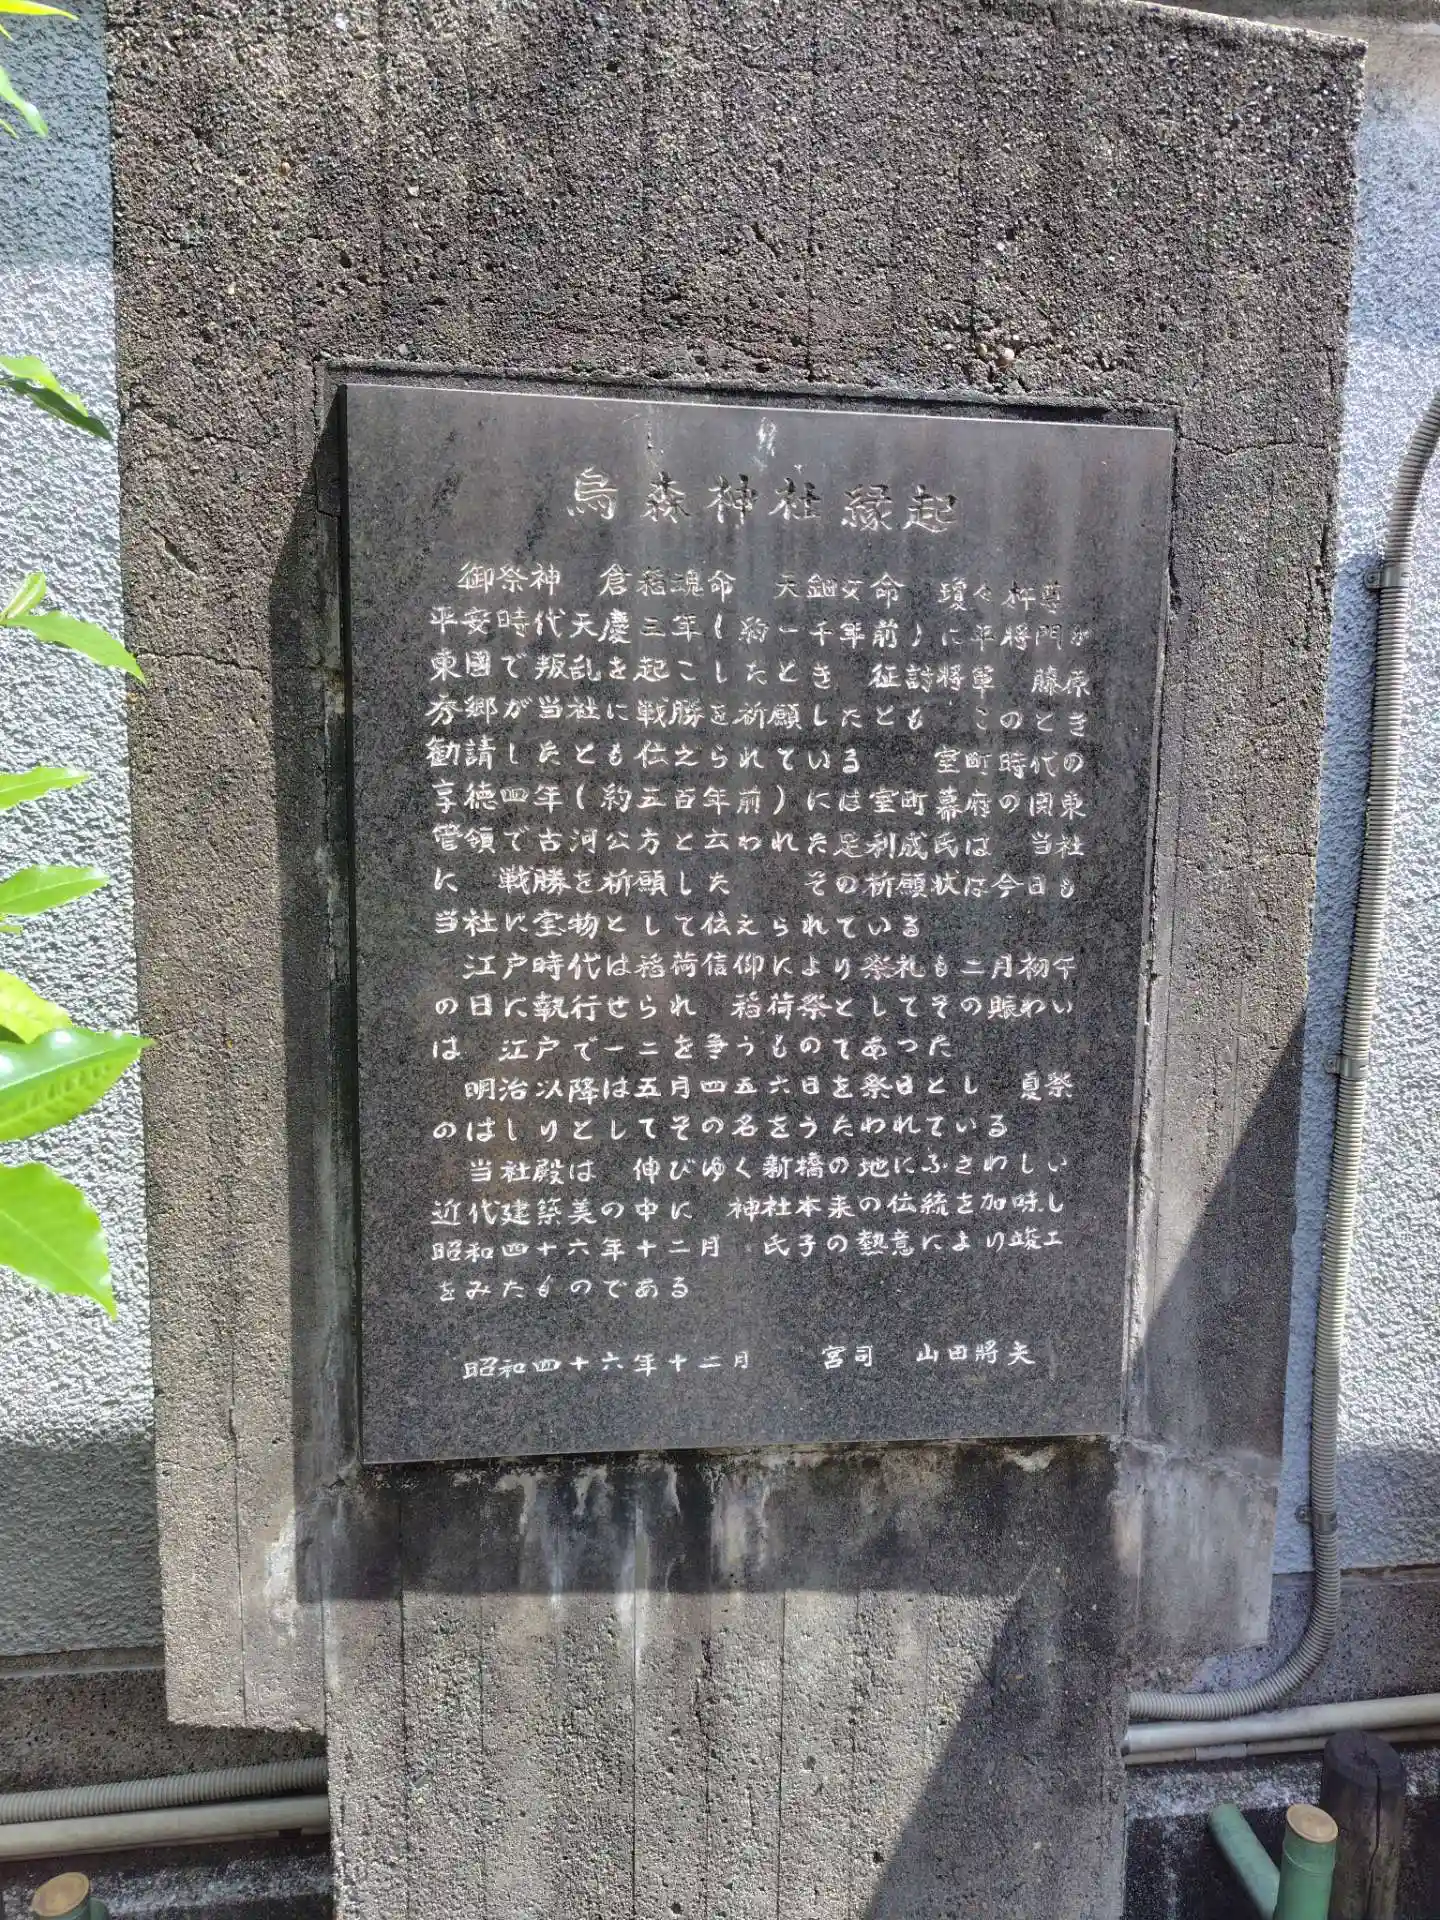 烏森神社縁起
御祭神　倉稲魂命　天鈿女命　瓊々杵尊
平安時代天慶三年(約一千年前)に平將門が
東國で叛乱を起こしたとき　征討将軍　藤原
秀郷が当社に戦勝を祈願したとも　このとき
勧請したとも伝えられている　室町時代の
享徳四年(約五百年前)には室町幕府の関東
管領で古河公方と云われた足利成氏は　当社
に　戦勝を祈願した　その祈願状は今日も
当社に宝物として伝えられている
江戸時代は稲荷信仰により祭礼も二月初午
の日に執行せられ　稲荷祭としてその賑わい
は　江戸で一二を争うものであつた
明治以降は五月四五六日を祭日とし　夏祭
のはしりとしてその名をうたわれている
当社殿は　伸びゆく新橋の地にふさわしい
近代建築美の中に　神社本来の伝統を加味し
昭和四十六年十二月　氏子の熱意により竣工
をみたものである
昭和四十六年十二月　宮司　山田將夫